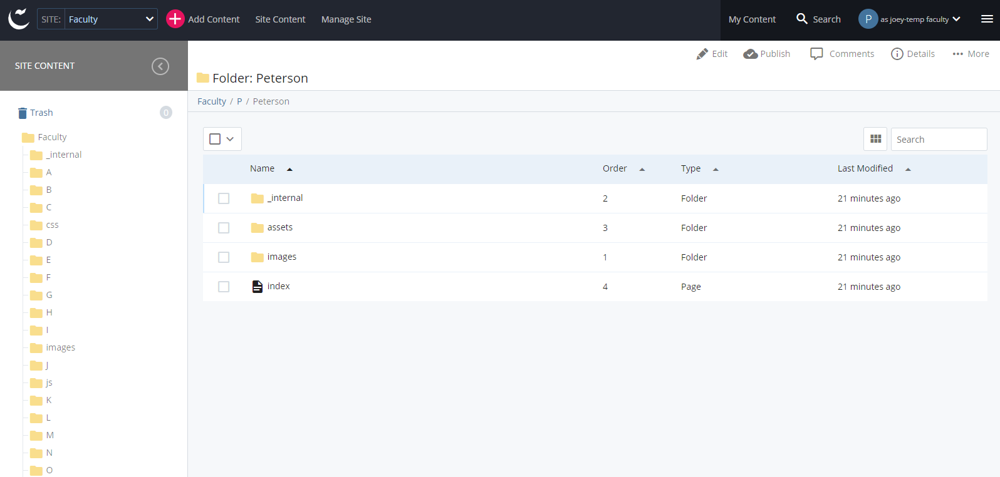 SITE: Faculty Add Content Site Content Manage Site My Content Search P as joey-temp faculty
SITE CONTENT
Edit Publish Comments Details More
Folder: Peterson
Faculty / P / Peterson
Trash 0
Faculty
_internal
A
B
C
css
D
E
F
G
H
I
images
J
js
K
L
M
N
O
Search
Name Order Type Last Modified
_internal 2 Folder 21 minutes ago
assets 3 Folder 21 minutes ago
images 1 Folder 21 minutes ago
index 4 Page 21 minutes ago